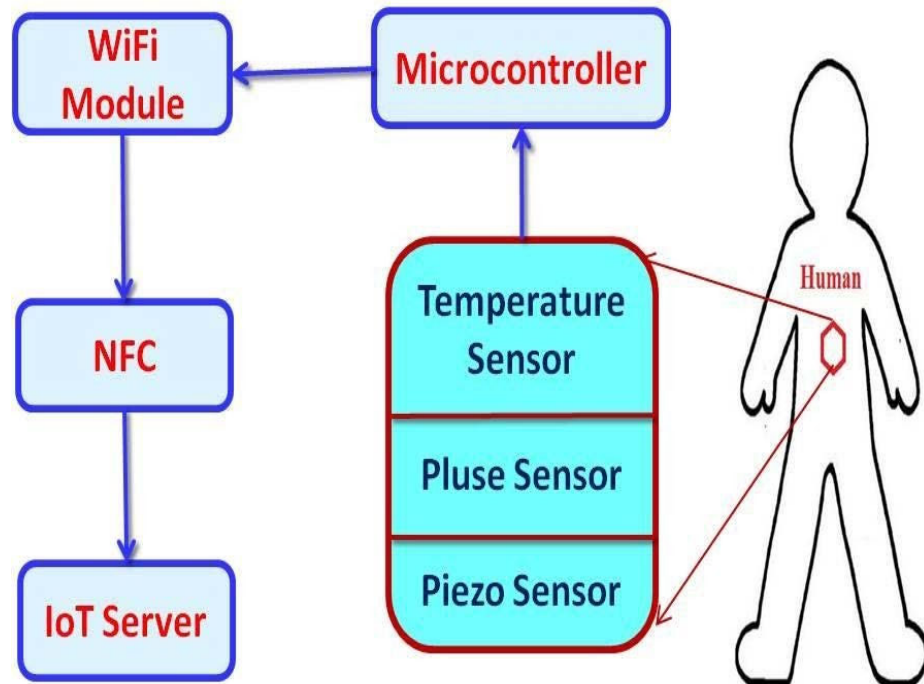 WiFi
Module
Microcontroller
Human
Temperature
Sensor
NFC
Pluse Sensor
Piezo Sensor
IoT Server